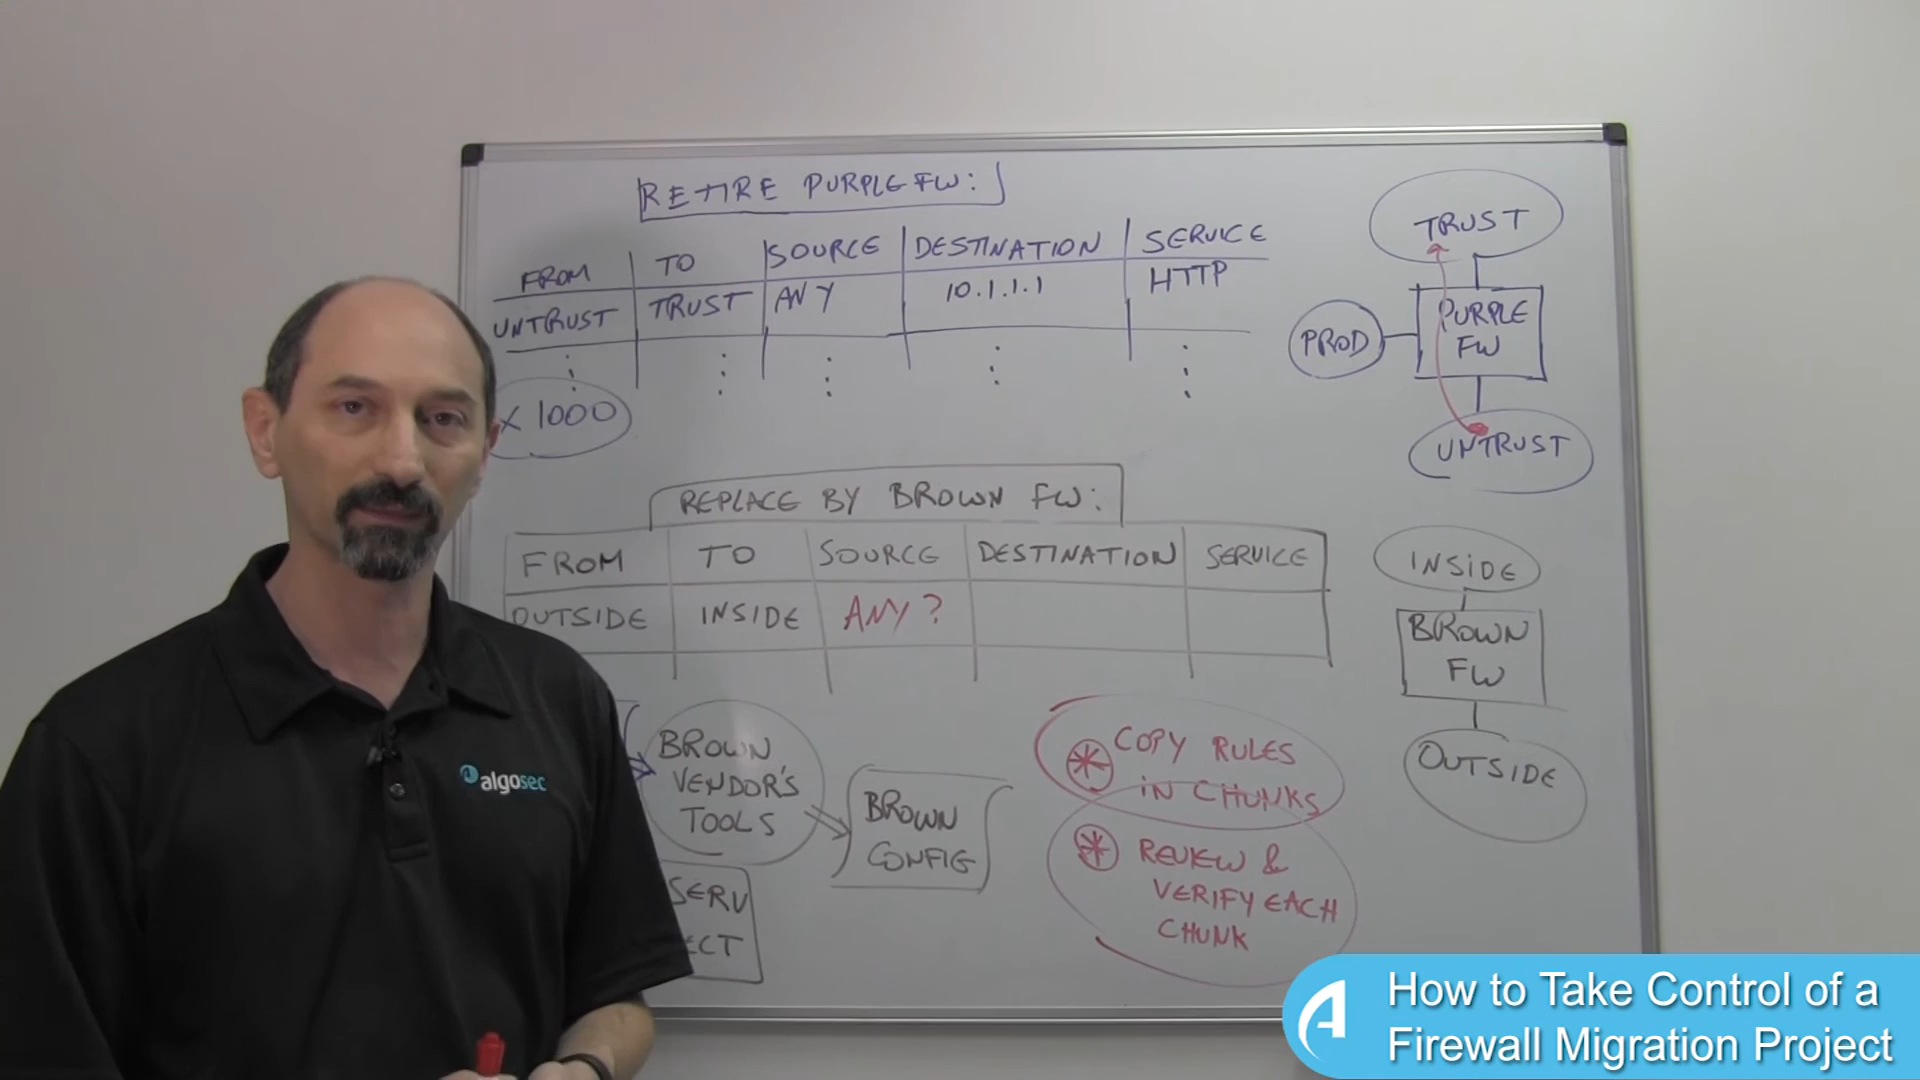 RETIRE PURPLE FW:
FROM TO SOURCE DESTINATION SERVICE
UNTRUST TRUST ANY 10.1.1.1 HTTP
X 1000
TRUST
PROD
PURPLE
FW
UNTRUST
REPLACE BY BROWN FW:
FROM TO SOURCE DESTINATION SERVICE
OUTSIDE INSIDE ANY?
INSIDE
BROWN
FW
OUTSIDE
BROWN
VENDOR'S
TOOLS
BROWN
CONFIG
SERV
ECT
COPY RULES
IN CHUNKS
REVIEW &
VERIFY EACH
CHUNK
algosec
How to Take Control of a
Firewall Migration Project